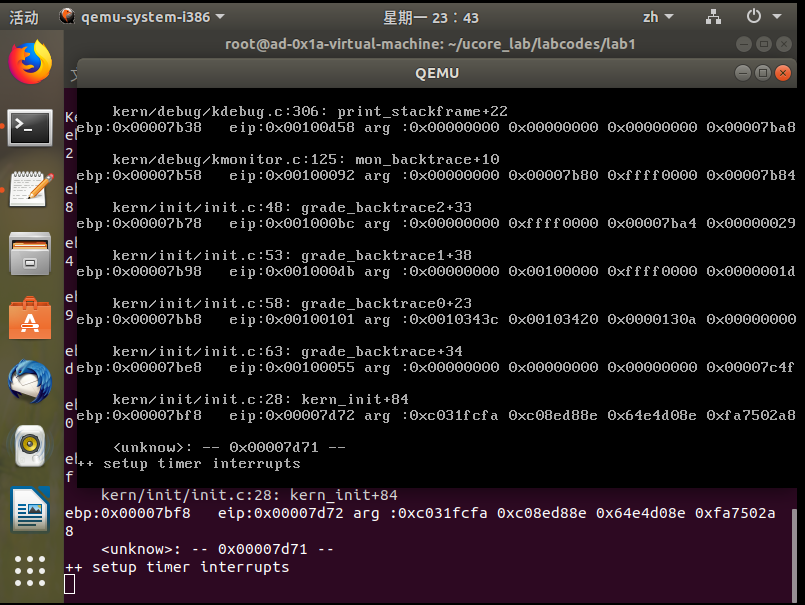 活动 qemu-system-i386 星期一 23：43 zh
root@ad-0x1a-virtual-machine: ~/ucore_lab/labcodes/lab1
QEMU
kern/debug/kdebug.c:306: print_stackframe+22
ebp:0x00007b38 eip:0x00100d58 arg :0x00000000 0x00000000 0x00000000 0x00007ba8
kern/debug/kmonitor.c:125: mon_backtrace+10
ebp:0x00007b58 eip:0x00100092 arg :0x00000000 0x00007b80 0xffff0000 0x00007b84
kern/init/init.c:48: grade_backtrace2+33
ebp:0x00007b78 eip:0x001000bc arg :0x00000000 0xffff0000 0x00007ba4 0x00000029
kern/init/init.c:53: grade_backtrace1+38
ebp:0x00007b98 eip:0x001000db arg :0x00000000 0x00100000 0xffff0000 0x0000001d
kern/init/init.c:58: grade_backtrace0+23
ebp:0x00007bb8 eip:0x00100101 arg :0x0010343c 0x00103420 0x0000130a 0x00000000
kern/init/init.c:63: grade_backtrace+34
ebp:0x00007be8 eip:0x00100055 arg :0x00000000 0x00000000 0x00000000 0x00007c4f
kern/init/init.c:28: kern_init+84
ebp:0x00007bf8 eip:0x00007d72 arg :0xc031fcfa 0xc08ed88e 0x64e4d08e 0xfa7502a8
<unknow>: -- 0x00007d71 --
++ setup timer interrupts
kern/init/init.c:28: kern_init+84
ebp:0x00007bf8 eip:0x00007d72 arg :0xc031fcfa 0xc08ed88e 0x64e4d08e 0xfa7502a
8
<unknow>: -- 0x00007d71 --
++ setup timer interrupts